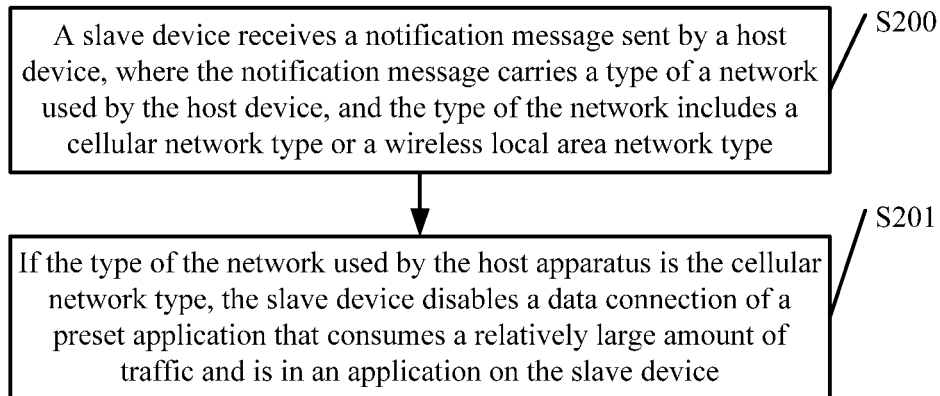 A slave device receives a notification message sent by a host
device, where the notification message carries a type of a network
used by the host device, and the type of the network includes a
cellular network type or a wireless local area network type
S200
If the type of the network used by the host apparatus is the cellular
network type, the slave device disables a data connection of a
preset application that consumes a relatively large amount of
traffic and is in an application on the slave device
S201